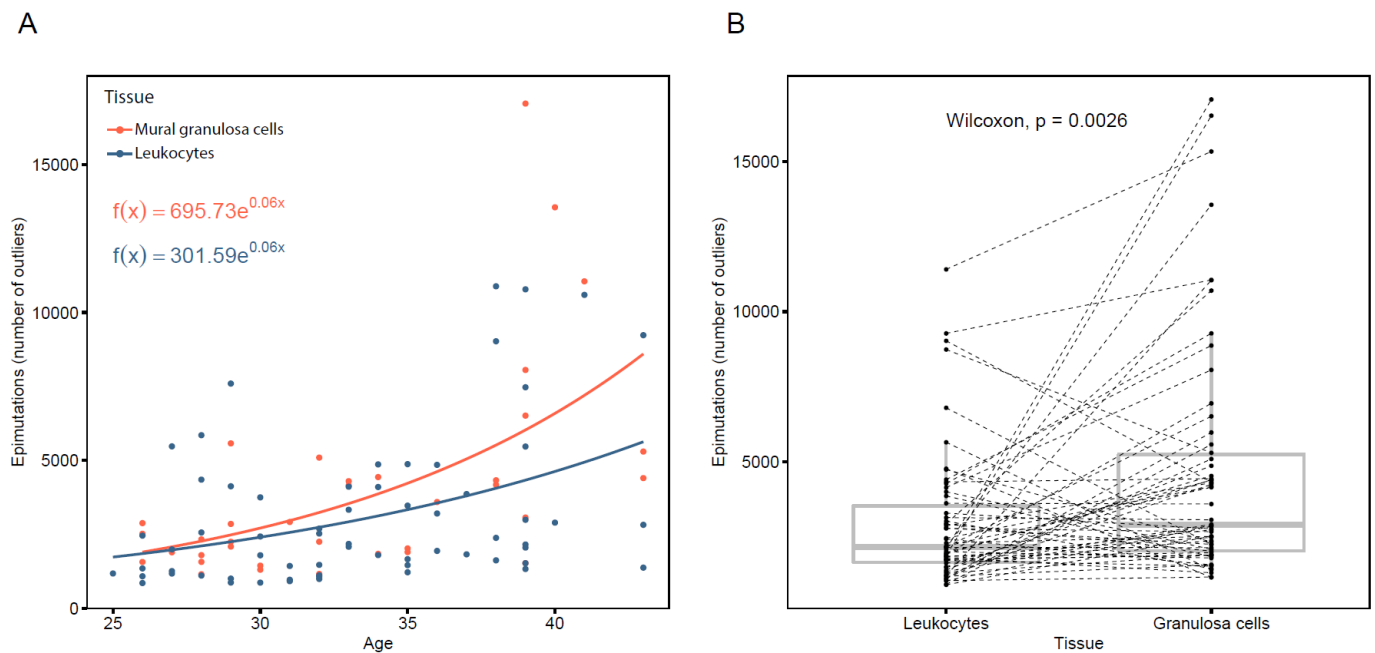 A
Tissue
Mural granulosa cells
Leukocytes
f(x) = 695.73e^0.06x
f(x) = 301.59e^0.06x
15000
10000
5000
0
Epimutations (number of outliers)
25 30 35 40
Age
B
Wilcoxon, p = 0.0026
15000
10000
5000
Epimutations (number of outliers)
Leukocytes Granulosa cells
Tissue